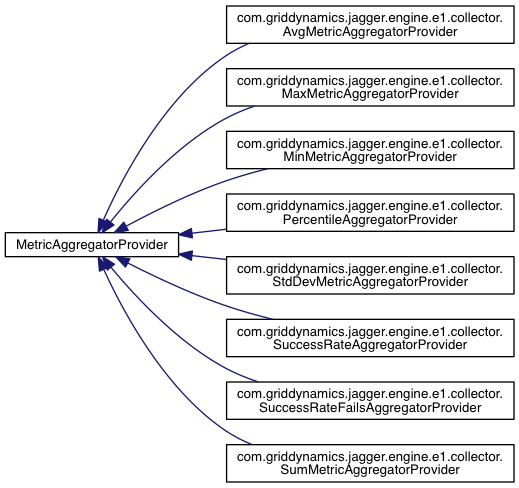 com.griddynamics.jagger.engine.e1.collector.
AvgMetricAggregatorProvider
com.griddynamics.jagger.engine.e1.collector.
MaxMetricAggregatorProvider
com.griddynamics.jagger.engine.e1.collector.
MinMetricAggregatorProvider
com.griddynamics.jagger.engine.e1.collector.
PercentileAggregatorProvider
MetricAggregatorProvider
com.griddynamics.jagger.engine.e1.collector.
StdDevMetricAggregatorProvider
com.griddynamics.jagger.engine.e1.collector.
SuccessRateAggregatorProvider
com.griddynamics.jagger.engine.e1.collector.
SuccessRateFailsAggregatorProvider
com.griddynamics.jagger.engine.e1.collector.
SumMetricAggregatorProvider